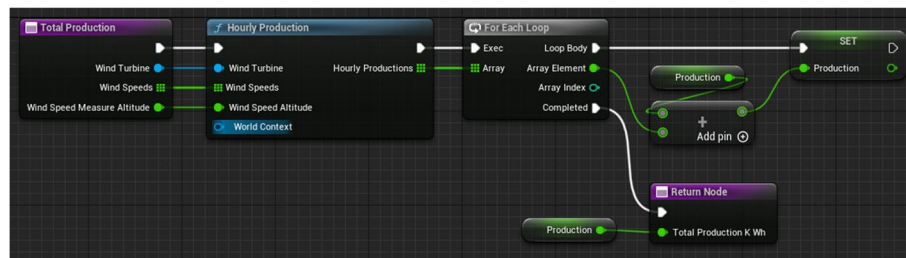 Total Production
Wind Turbine
Wind Speeds
Wind Speed Measure Altitude
f Hourly Production
Wind Turbine
Hourly Productions
Wind Speeds
Wind Speed Altitude
World Context
For Each Loop
Exec
Loop Body
Array
Array Element
Array Index
Completed
Production
+
Add pin
SET
Production
Production
Return Node
Total Production K Wh